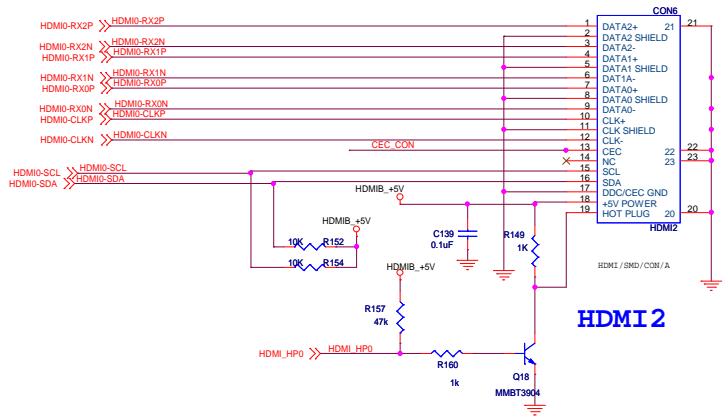 CON6
HDMI0-RX2P HDMI0-RX2P 1 DATA2+ 21 21
2 DATA2 SHIELD
HDMI0-RX2N HDMI0-RX2N 3 DATA2-
HDMI0-RX1P HDMI0-RX1P 4 DATA1+
5 DATA1 SHIELD
HDMI0-RX1N HDMI0-RX1N 6 DAT1A-
HDMI0-RX0P HDMI0-RX0P 7 DATA0+
8 DATA0 SHIELD
HDMI0-RX0N HDMI0-RX0N 9 DATA0-
HDMI0-CLKP HDMI0-CLKP 10 CLK+
11 CLK SHIELD
HDMI0-CLKN HDMI0-CLKN 12 CLK-
CEC_CON 13 CEC 22 22
14 NC 23 23
HDMI0-SCL HDMI0-SCL 15 SCL
HDMI0-SDA HDMI0-SDA 16 SDA
17 DDC/CEC GND
HDMIB_+5V 18 +5V POWER
19 HOT PLUG 20 20
HDMI2
HDMIB_+5V
C139
0.1uF
R149
1K
10K R152
10K R154
HDMI/SMD/CON/A
HDMIB_+5V
R157
47k
HDMI2
HDMI_HP0 HDMI_HP0
R160
1k
Q18
MMBT3904